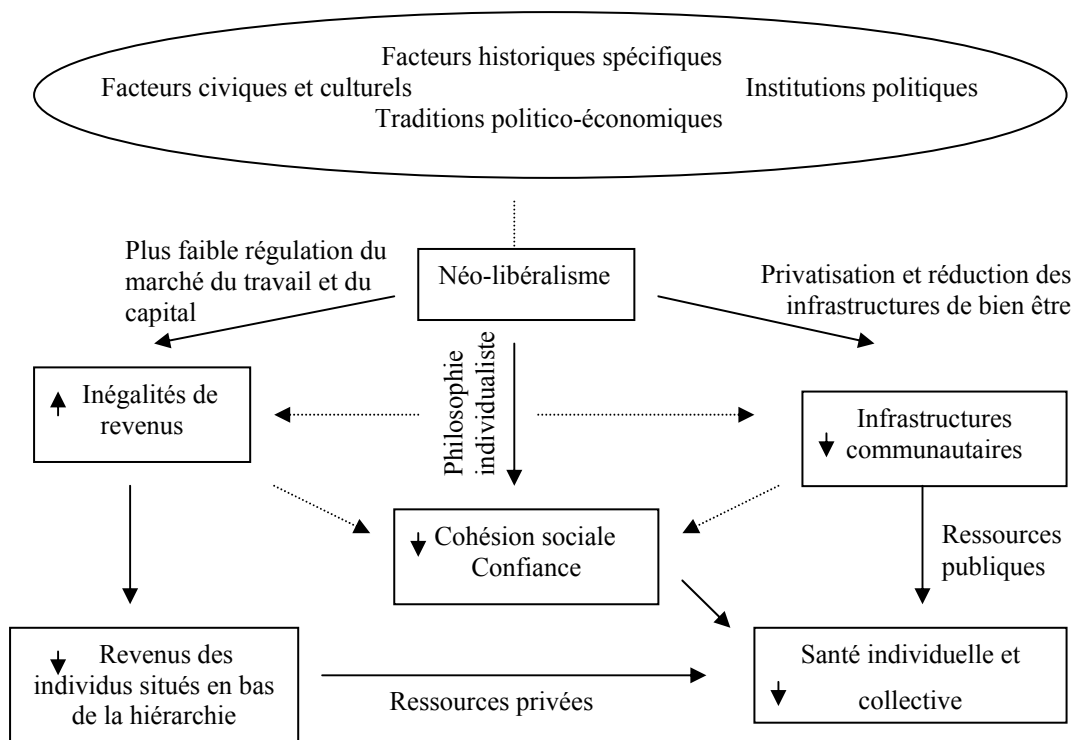 Facteurs historiques spécifiques
Facteurs civiques et culturels
Institutions politiques
Traditions politico-économiques
Plus faible régulation du
marché du travail et du
capital
Néo-libéralisme
Privatisation et réduction des
infrastructures de bien être
Philosophie
individualiste
Inégalités de
revenus
Infrastructures
communautaires
Cohésion sociale
Confiance
Ressources
publiques
Revenus des
individus situés en bas
de la hiérarchie
Ressources privées
Santé individuelle et
collective